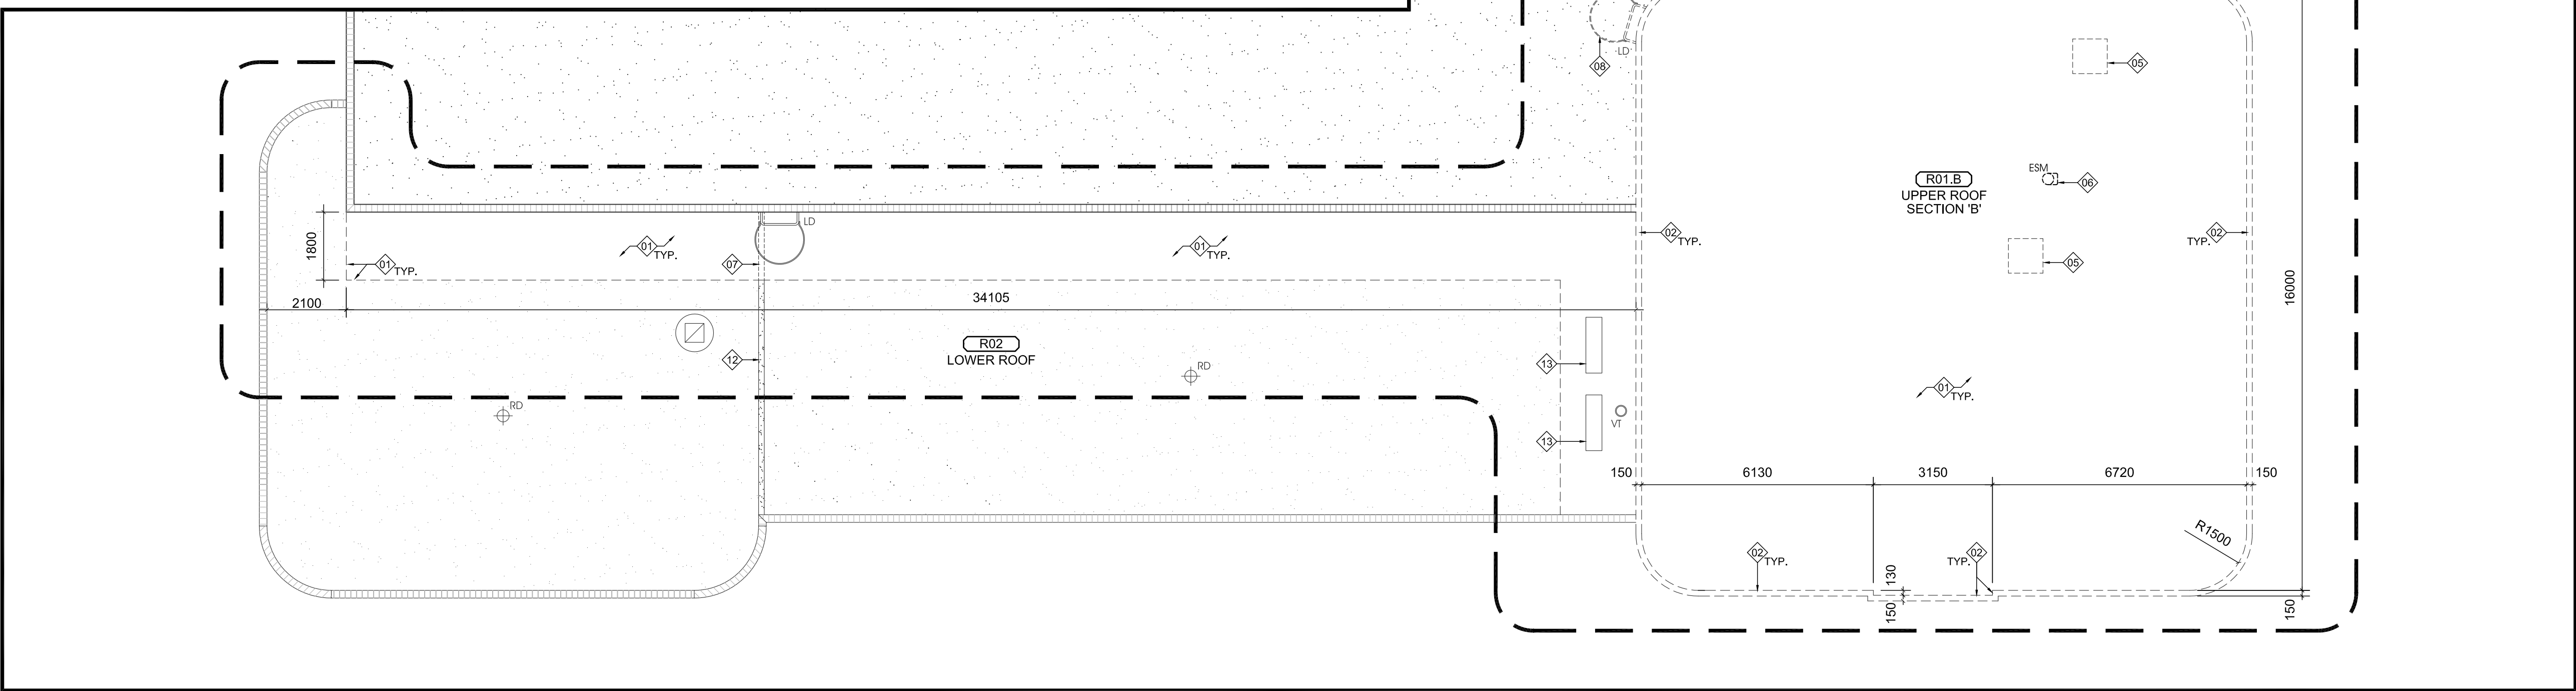 LD
08
05
ESM
06
R01.B
UPPER ROOF
SECTION 'B'
LD
02
TYP.
02
TYP.
01
TYP.
01
TYP.
1800
07
01
TYP.
05
16000
2100
34105
R02
LOWER ROOF
12
RD
13
01
TYP.
RD
13
VT
150
6130
3150
6720
150
R1500
02
TYP.
02
TYP.
130
150
150